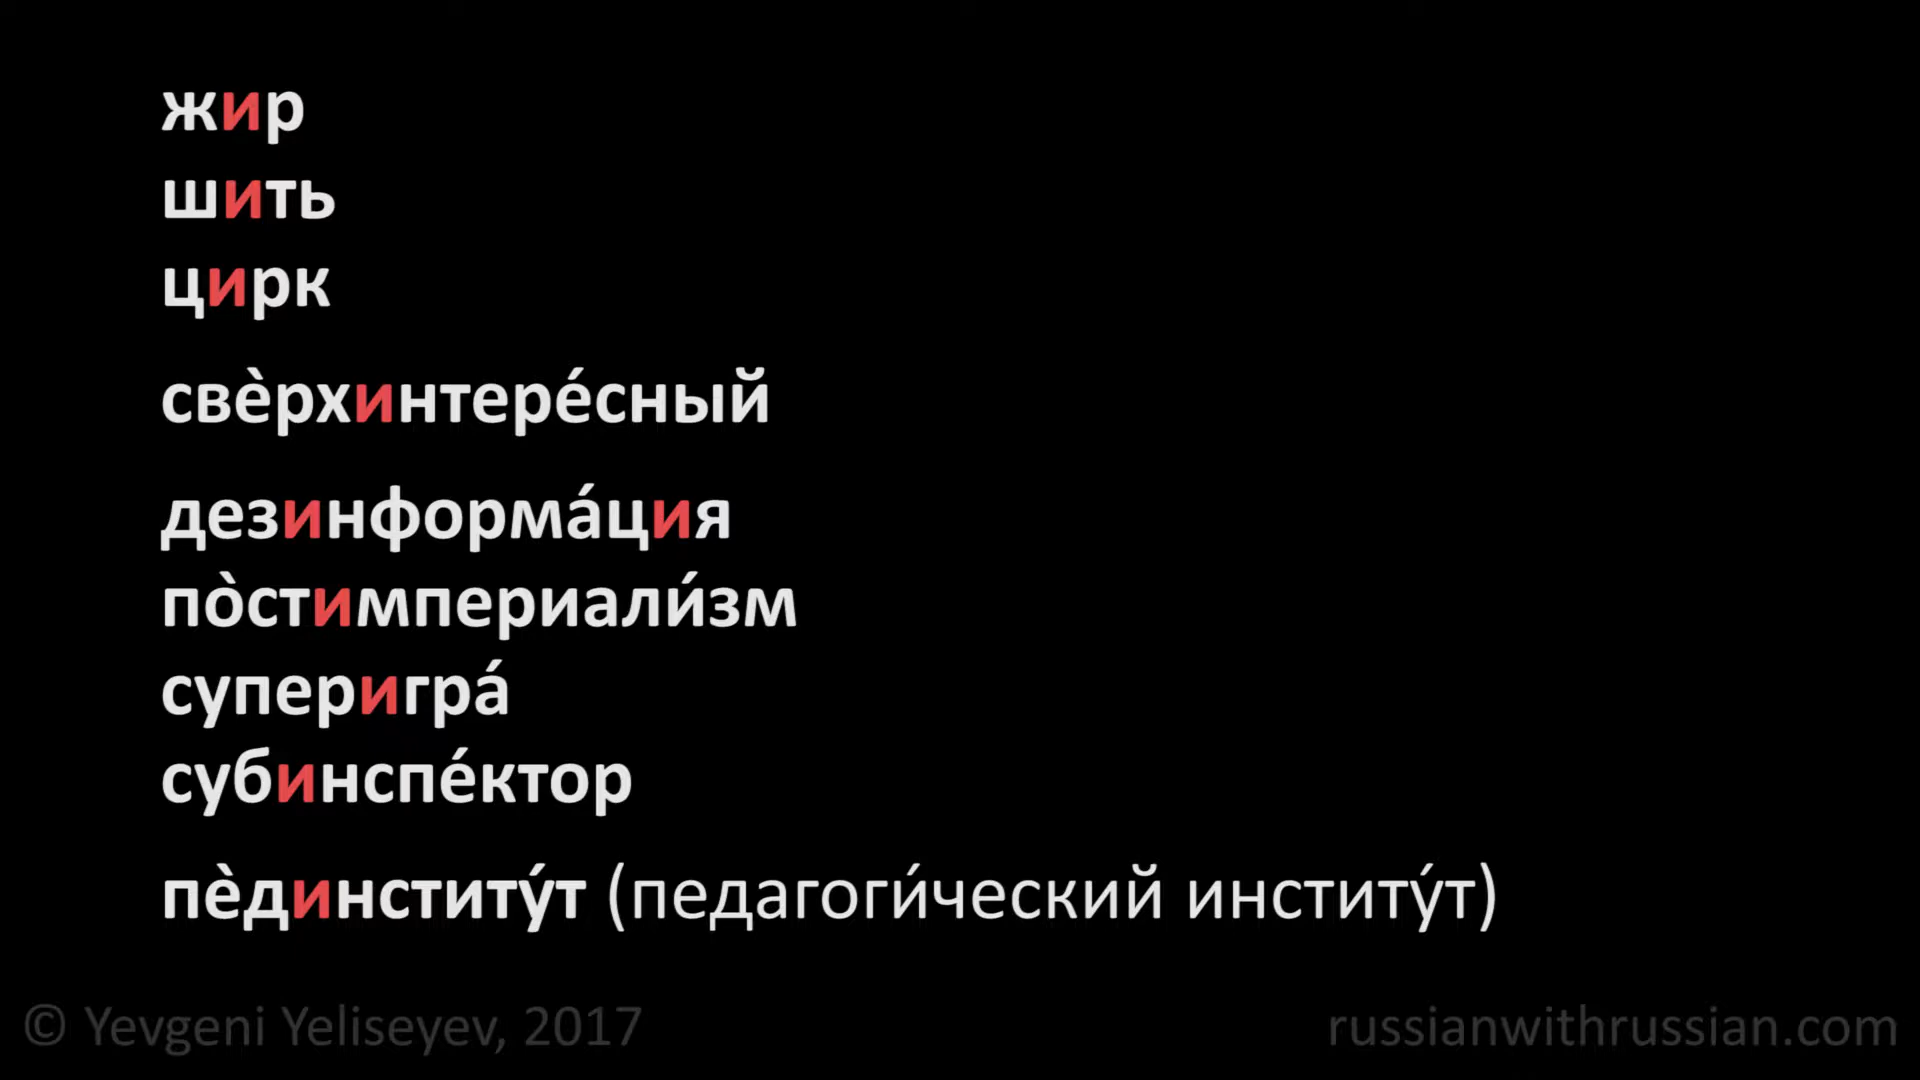 жир
шить
цирк
свѐрхинтере́сный
дезинформа́ция
по̀стимпериали́зм
суперигра́
субинспе́ктор
пѐдинститу́т (педагоги́ческий институ́т)
© Yevgeni Yeliseyev, 2017
russianwithrussian.com